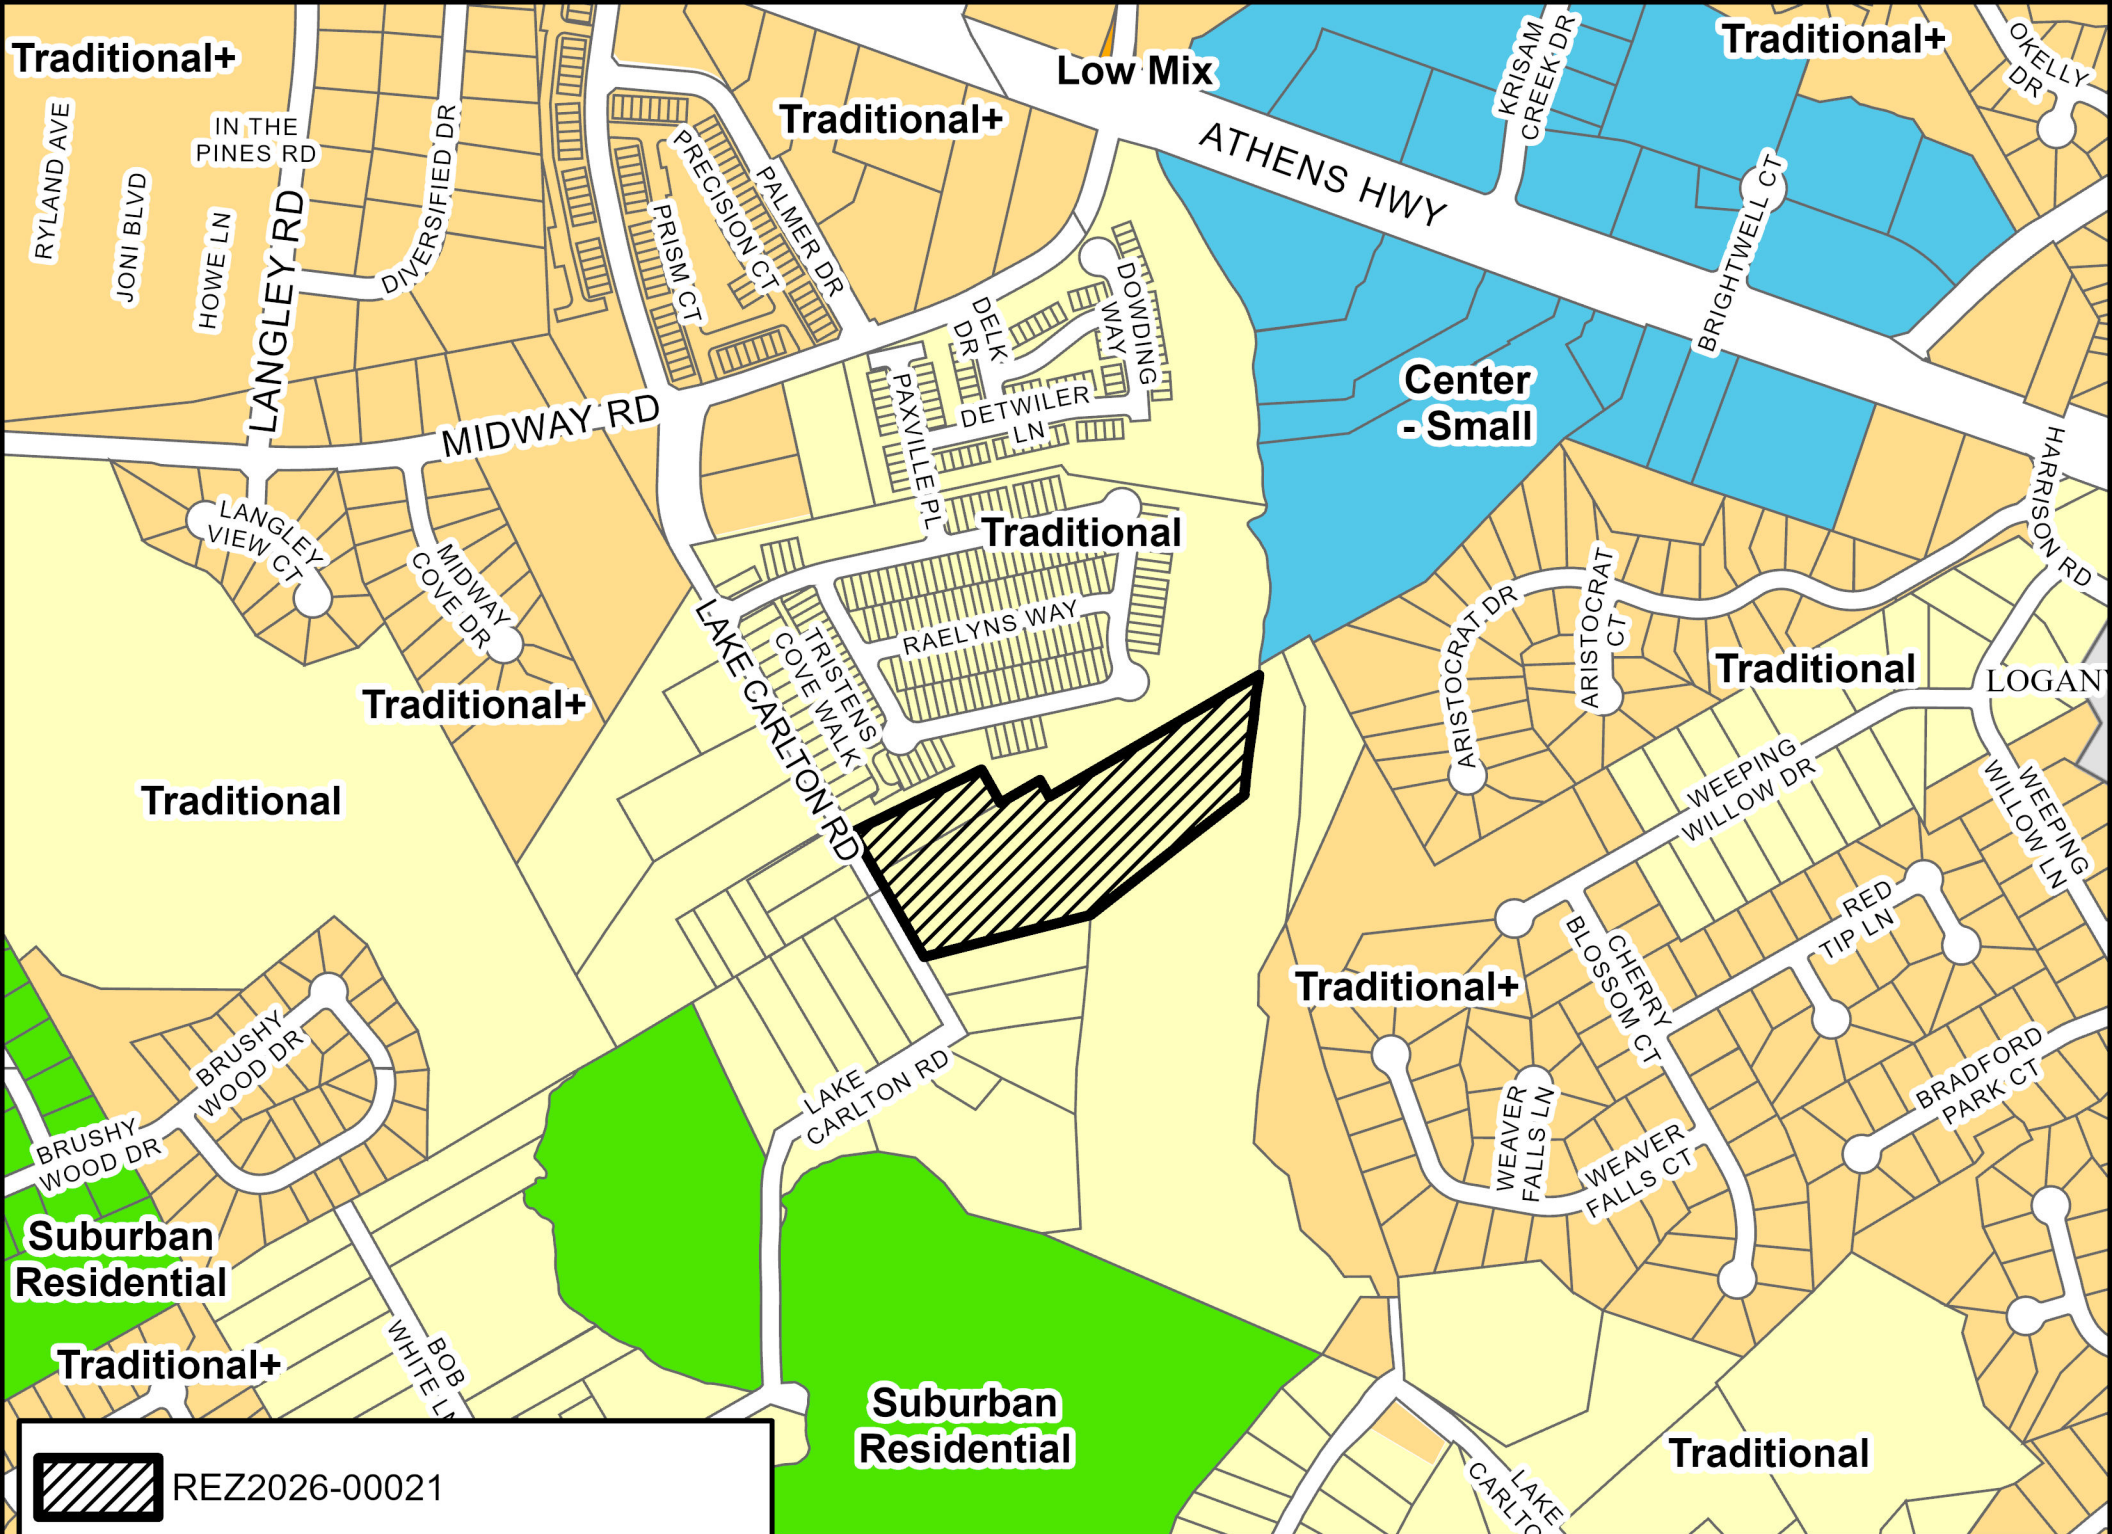 Traditional+
Low Mix
Traditional+
OKELLY
DR
KRISAM
CREEK DR
Traditional+
RYLAND AVE
IN THE
PINES RD
JONI BLVD
HOWE LN
LANGLEY RD
DIVERSIFIED DR
PRECISION CT
PALMER DR
PRISM CT
ATHENS HWY
BRIGHTWELL CT
DELK
DR
DOWDING
WAY
PAXVILLE PL
DETWILER
LN
Center
- Small
MIDWAY RD
HARRISON RD
LANGLEY
VIEW CT
MIDWAY
COVE DR
Traditional
RAELYNS WAY
TRISTENS
COVE WALK
LAKE CARLTON RD
ARISTOCRAT DR
ARISTOCRAT
CT
Traditional
LOGANV
Traditional+
Traditional
WEEPING
WILLOW DR
WEEPING
WILLOW LN
RED
TIP LN
CHERRY
BLOSSOM CT
Traditional+
BRUSHY
WOOD DR
BRUSHY
WOOD DR
LAKE
CARLTON RD
WEAVER
FALLS LN
WEAVER
FALLS CT
BRADFORD
PARK CT
Suburban
Residential
Traditional+
BOB
WHITE LN
Suburban
Residential
Traditional
LAKE
CARLTO
REZ2026-00021